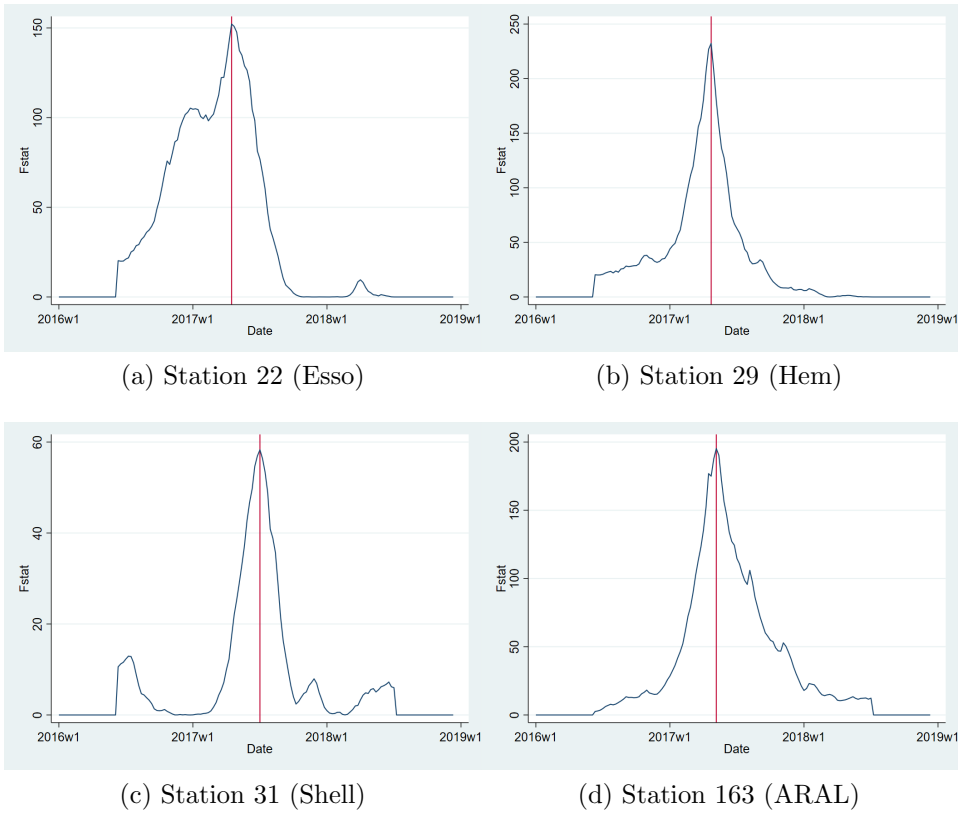 150
100
50
0
Fstat
2016w1 2017w1 2018w1 2019w1
Date
(a) Station 22 (Esso)
250
200
150
100
50
0
Fstat
2016w1 2017w1 2018w1 2019w1
Date
(b) Station 29 (Hem)
60
40
20
0
Fstat
2016w1 2017w1 2018w1 2019w1
Date
(c) Station 31 (Shell)
200
150
100
50
0
Fstat
2016w1 2017w1 2018w1 2019w1
Date
(d) Station 163 (ARAL)